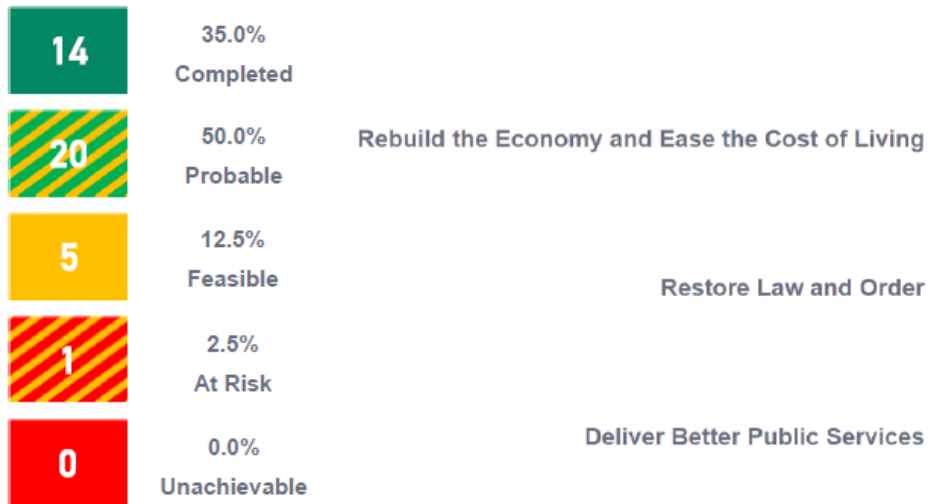 14
35.0%
Completed
20
50.0%
Probable
5
12.5%
Feasible
1
2.5%
At Risk
0
0.0%
Unachievable
Rebuild the Economy and Ease the Cost of Living
Restore Law and Order
Deliver Better Public Services